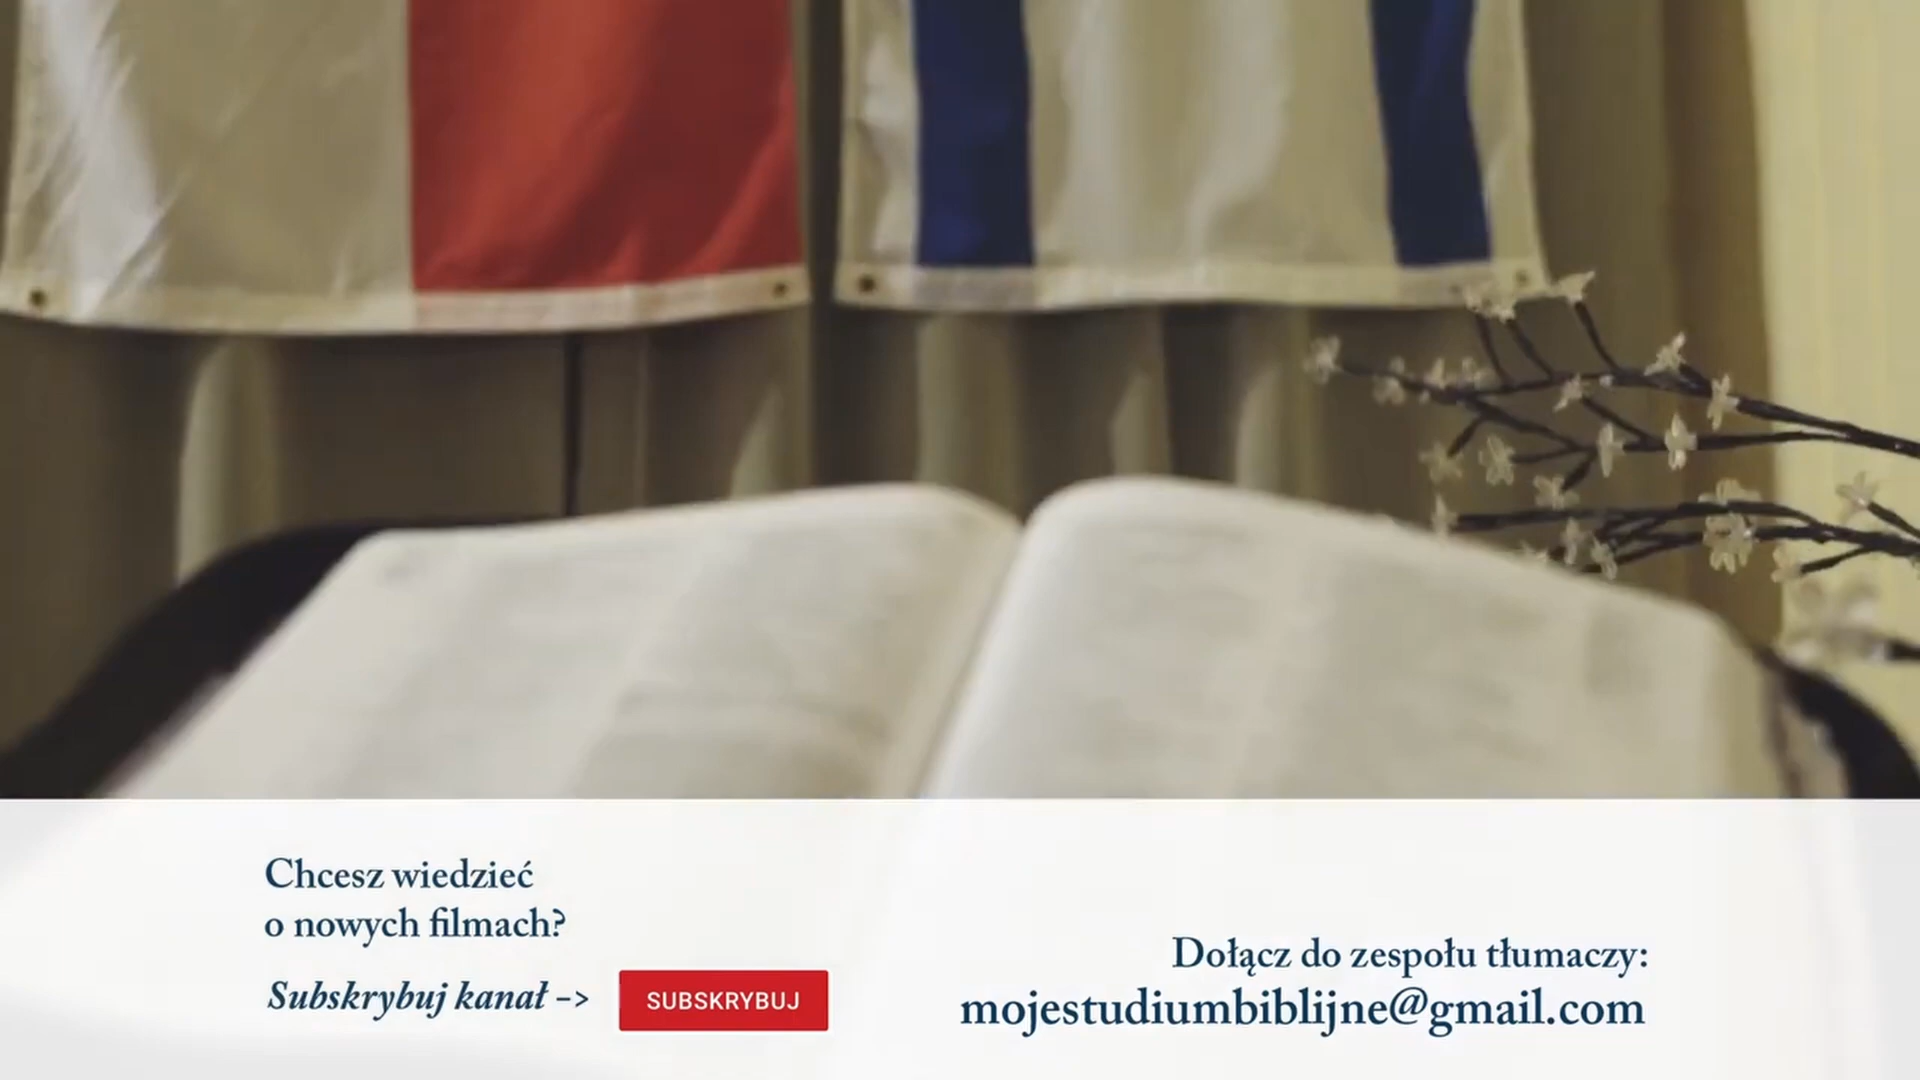 Chcesz wiedzieć
o nowych filmach?
Subskrybuj kanał –>
SUBSKRYBUJ
Dołącz do zespołu tłumaczy:
mojestudiumbiblijne@gmail.com